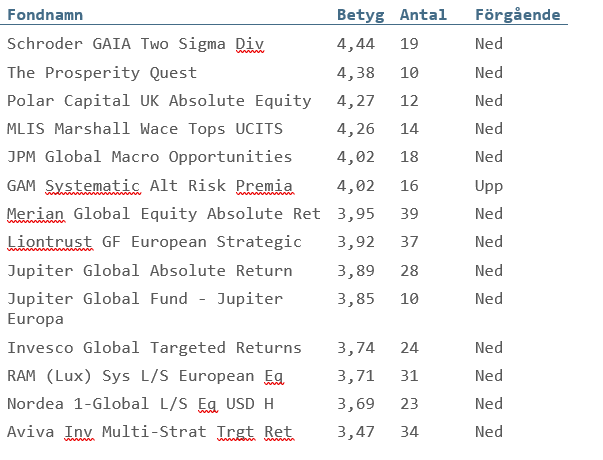 Fondnamn Betyg Antal Förgående
Schroder GAIA Two Sigma Div 4,44 19 Ned
The Prosperity Quest 4,38 10 Ned
Polar Capital UK Absolute Equity 4,27 12 Ned
MLIS Marshall Wace Tops UCITS 4,26 14 Ned
JPM Global Macro Opportunities 4,02 18 Ned
GAM Systematic Alt Risk Premia 4,02 16 Upp
Merian Global Equity Absolute Ret 3,95 39 Ned
Liontrust GF European Strategic 3,92 37 Ned
Jupiter Global Absolute Return 3,89 28 Ned
Jupiter Global Fund - Jupiter 3,85 10 Ned
Europa
Invesco Global Targeted Returns 3,74 24 Ned
RAM (Lux) Sys L/S European Eq 3,71 31 Ned
Nordea 1-Global L/S Eq USD H 3,69 23 Ned
Aviva Inv Multi-Strat Trgt Ret 3,47 34 Ned